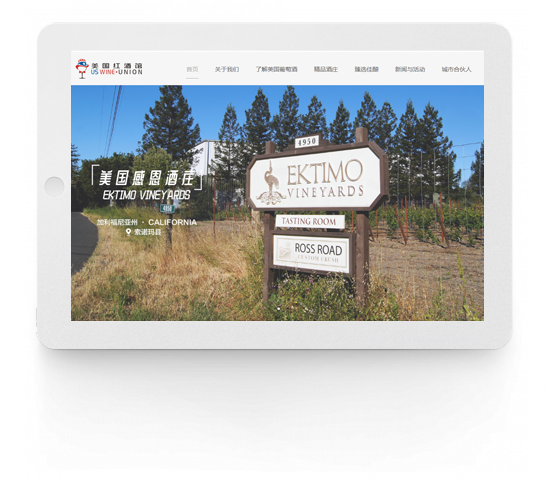 美国红酒馆
US WINE·UNION
首页 关于我们 了解美国葡萄酒 精品酒庄 臻选佳酿 新闻与活动 城市合伙人
美国感恩酒庄
EKTIMO VINEYARDS
加利福尼亚州 · CALIFORNIA
索诺玛县
4950
EKTIMO
VINEYARDS
TASTING ROOM
ROSS ROAD
CUSTOM CRUSH